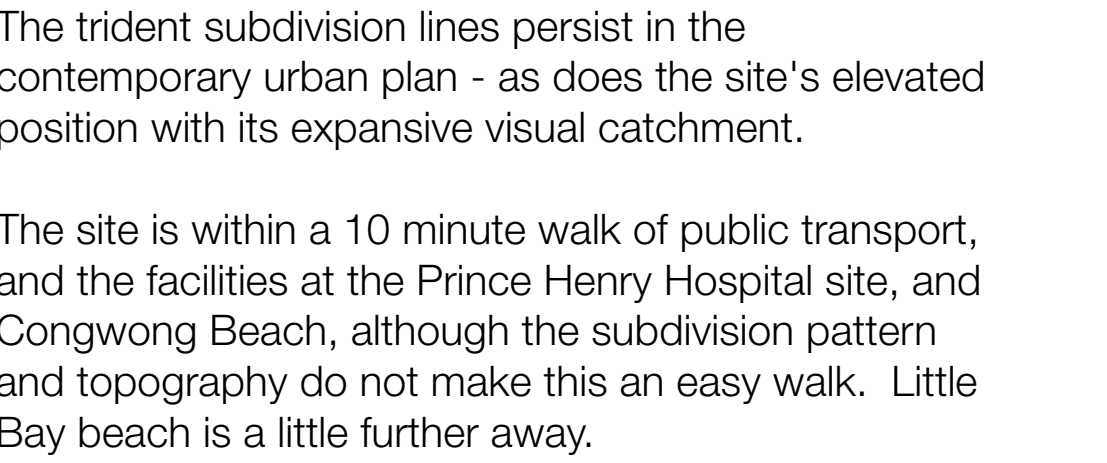 The trident subdivision lines persist in the
contemporary urban plan - as does the site's elevated
position with its expansive visual catchment.
The site is within a 10 minute walk of public transport,
and the facilities at the Prince Henry Hospital site, and
Congwong Beach, although the subdivision pattern
and topography do not make this an easy walk.  Little
Bay beach is a little further away.